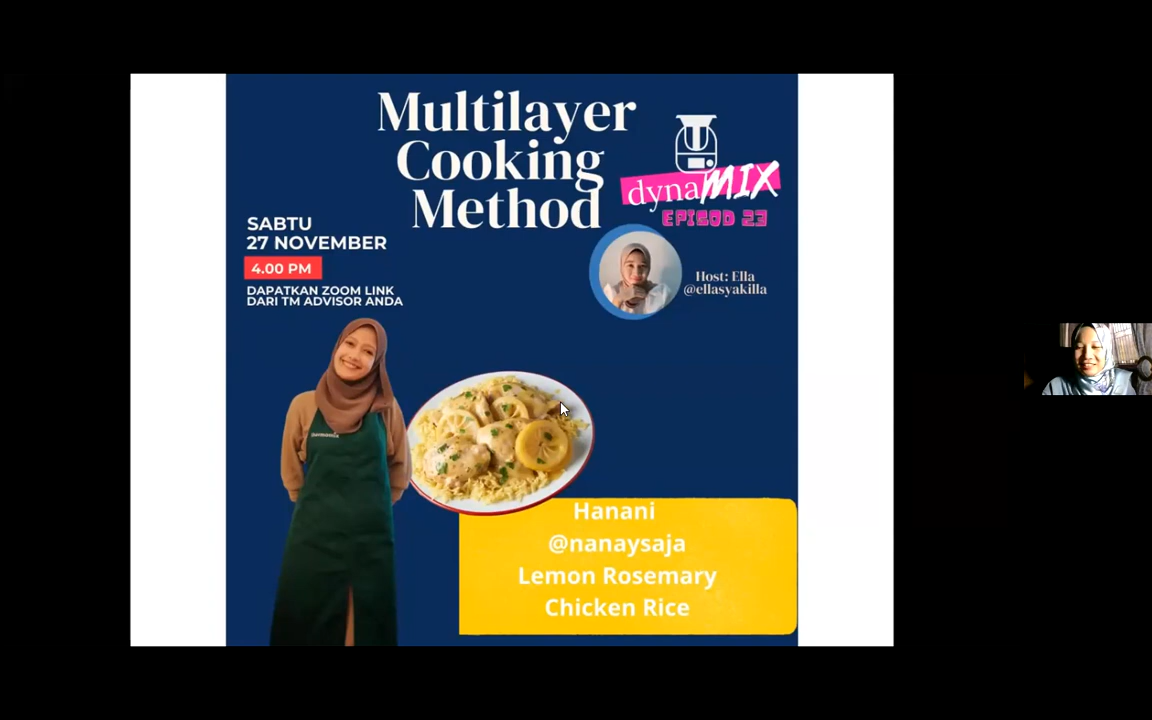 Multilayer
Cooking
Method
dynaMIX
EPISOD 23
SABTU
27 NOVEMBER
4.00 PM
DAPATKAN ZOOM LINK
DARI TM ADVISOR ANDA
Host: Ella
@ellasyakilla
Hanani
@nanaysaja
Lemon Rosemary
Chicken Rice